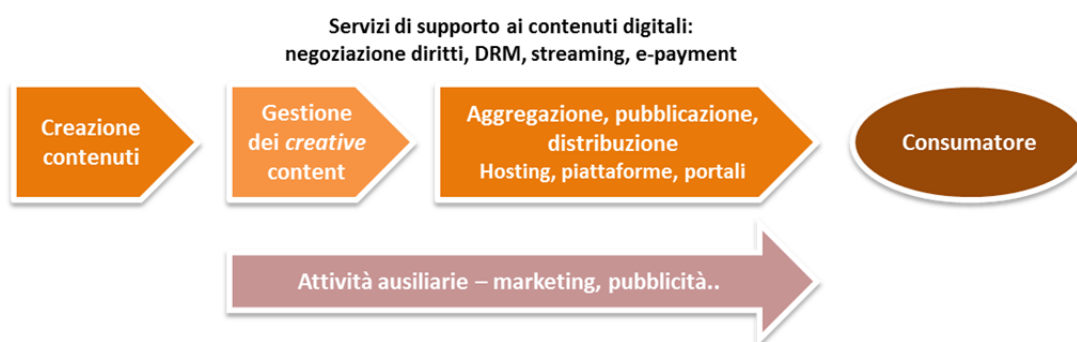 Servizi di supporto ai contenuti digitali:
negoziazione diritti, DRM, streaming, e-payment
Creazione
contenuti
Gestione
dei creative
content
Aggregazione, pubblicazione,
distribuzione
Hosting, piattaforme, portali
Consumatore
Attività ausiliarie – marketing, pubblicità..